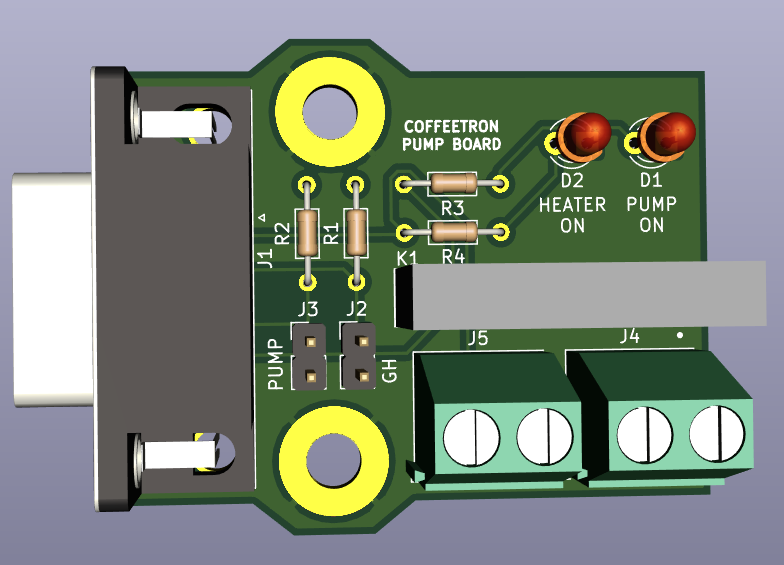 COFFEETRON
PUMP BOARD
D2
D1
HEATER
ON
PUMP
ON
R3
R4
R2
R1
J1
K1
J3
J2
PUMP
GH
J5
J4